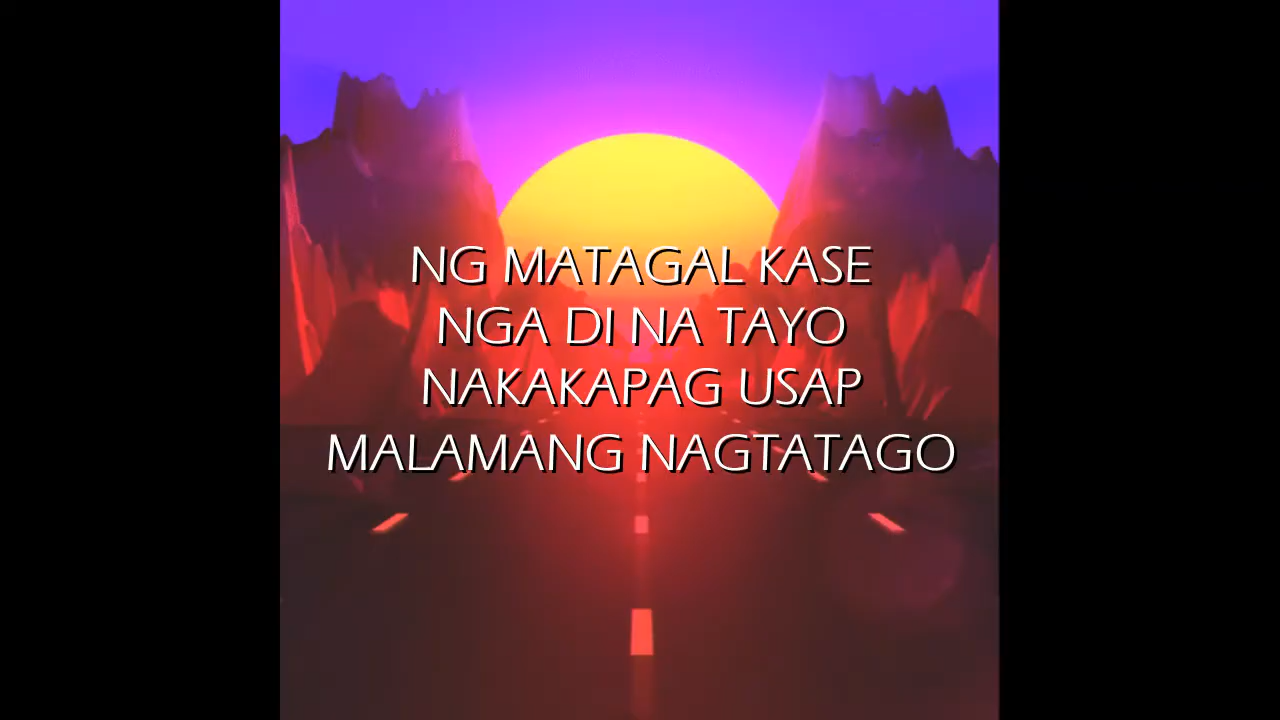 NG MATAGAL KASE
NGA DI NA TAYO
NAKAKAPAG USAP
MALAMANG NAGTATAGO